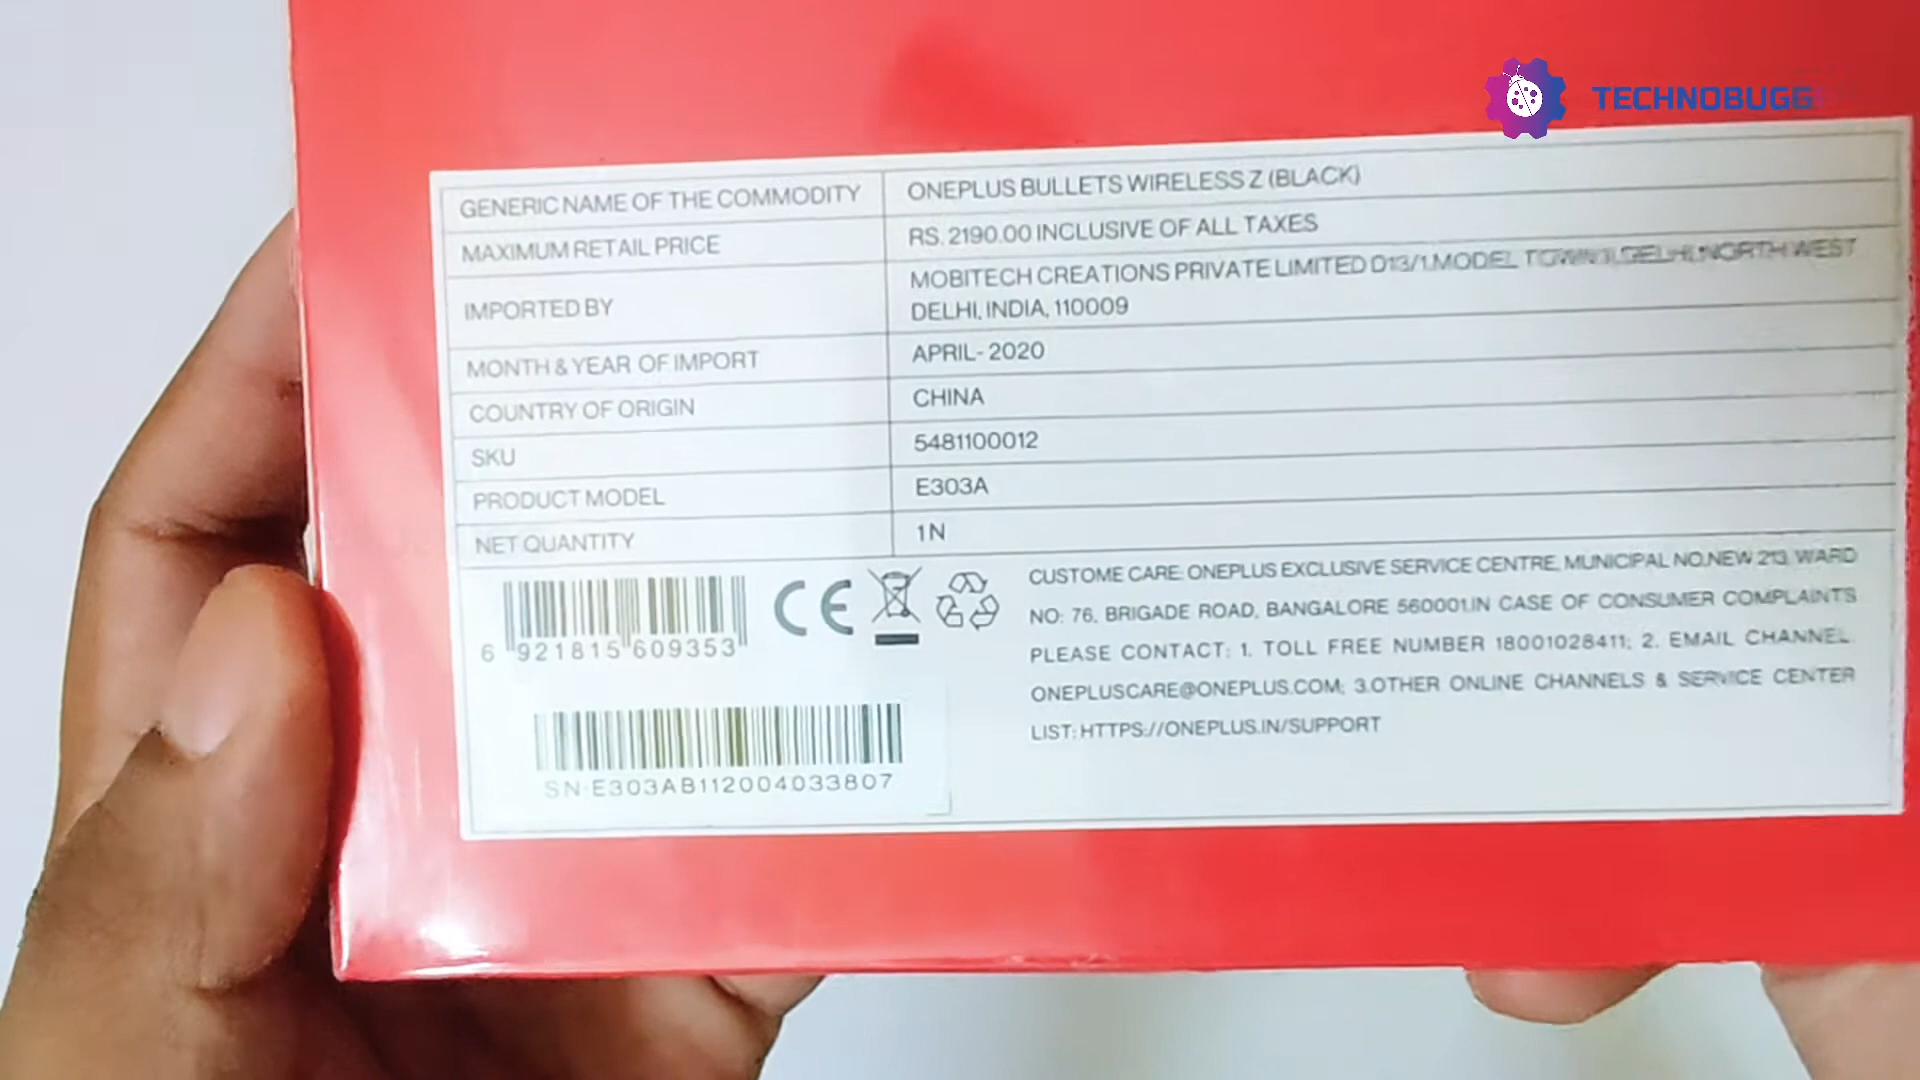 TECHNOBUGG
GENERIC NAME OF THE COMMODITY ONEPLUS BULLETS WIRELESS Z (BLACK)
MAXIMUM RETAIL PRICE RS. 2190.00 INCLUSIVE OF ALL TAXES
IMPORTED BY MOBITECH CREATIONS PRIVATE LIMITED D13/1,MODEL NORTH WEST
DELHI, INDIA, 110009
MONTH & YEAR OF IMPORT APRIL- 2020
COUNTRY OF ORIGIN CHINA
SKU 5481100012
PRODUCT MODEL E303A
NET QUANTITY 1 N
6 921815 609353
CE
SN:E303AB112004033807
CUSTOME CARE: ONEPLUS EXCLUSIVE SERVICE CENTRE, MUNICIPAL NO.NEW 213, WARD
NO: 76, BRIGADE ROAD, BANGALORE 560001.IN CASE OF CONSUMER COMPLAINTS
PLEASE CONTACT: 1. TOLL FREE NUMBER 18001028411; 2. EMAIL CHANNEL
ONEPLUSCARE@ONEPLUS.COM; 3.OTHER ONLINE CHANNELS & SERVICE CENTER
LIST: HTTPS://ONEPLUS.IN/SUPPORT